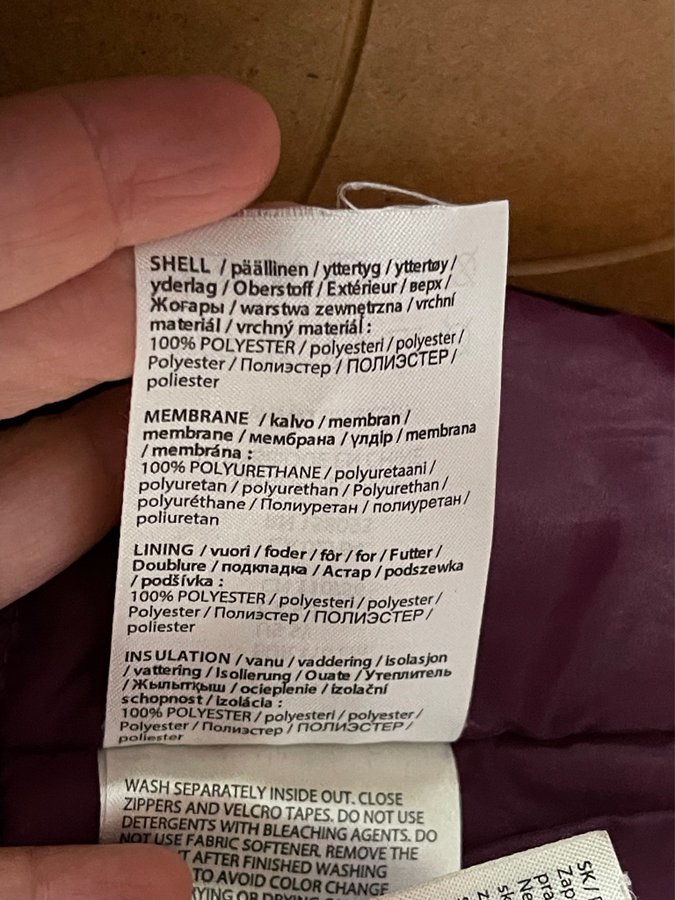 SHELL / päällinen / yttertyg / yttertøy /
yderlag / Oberstoff / Extérieur / верх /
Жоғары / warstwa zewnętrzna / vrchní
materiál / vrchný materiál :
100% POLYESTER / polyesteri / polyester /
Polyester / Полиэстер / ПОЛИЭСТЕР /
poliester
MEMBRANE / kalvo / membran /
membrane / мембрана / үлдір / membrana
/ membrána :
100% POLYURETHANE / polyuretaani /
polyuretan / polyurethan / Polyurethan /
polyuréthane / Полиуретан / полиуретан /
poliuretan
LINING / vuori / foder / fôr / for / Futter /
Doublure / подкладка / Астар / podszewka
/ podšívka :
100% POLYESTER / polyesteri / polyester /
Polyester / Полиэстер / ПОЛИЭСТЕР /
poliester
INSULATION / vanu / vaddering / isolasjon
/ vattering / Isolierung / Ouate / Утеплитель
/ Жылытқыш / ocieplenie / izolační
schopnost / izolácia :
100% POLYESTER / polyesteri / polyester /
Polyester / Полиэстер / ПОЛИЭСТЕР /
poliester
WASH SEPARATELY INSIDE OUT. CLOSE
ZIPPERS AND VELCRO TAPES. DO NOT USE
DETERGENTS WITH BLEACHING AGENTS. DO
NOT USE FABRIC SOFTENER. REMOVE THE
AFTER FINISHED WASHING
TO AVOID COLOR CHANGE
OR
SK /
Zap
pra
Ne